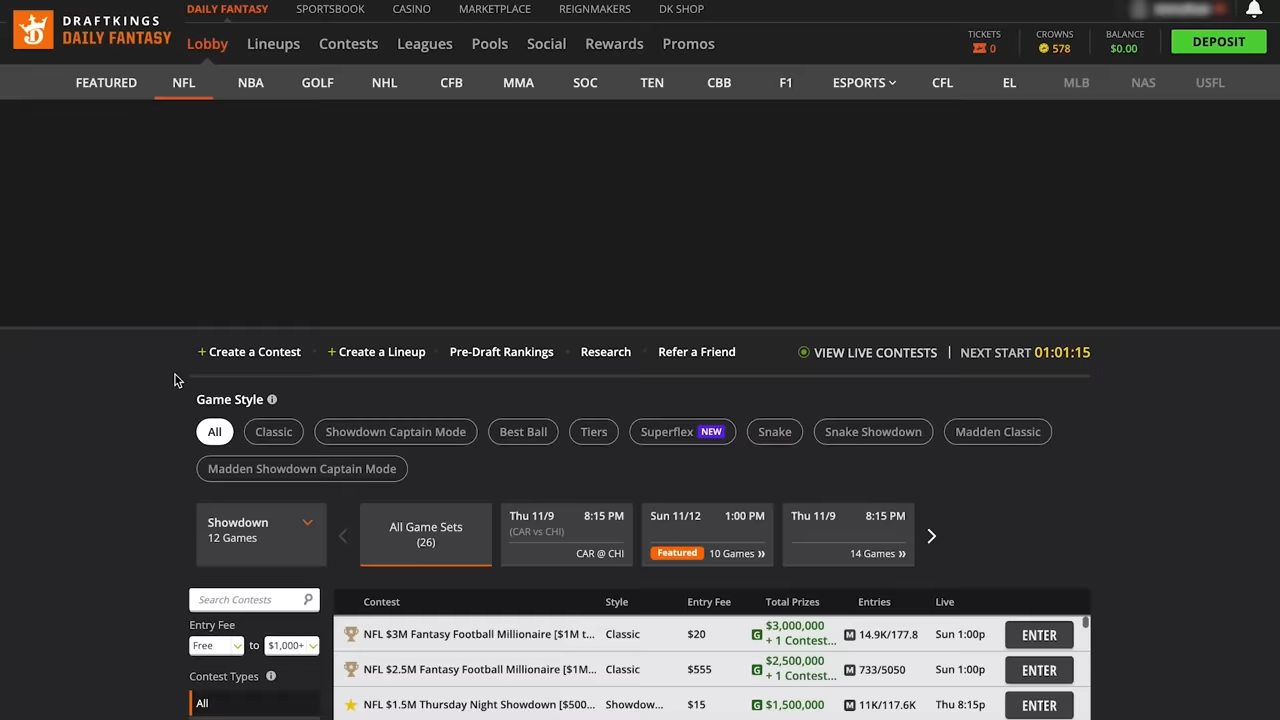 DAILY FANTASY SPORTSBOOK CASINO MARKETPLACE REIGNMAKERS DK SHOP
DRAFTKINGS
DAILY FANTASY
Lobby Lineups Contests Leagues Pools Social Rewards Promos
TICKETS CROWNS BALANCE
0 578 $0.00
DEPOSIT
FEATURED NFL NBA GOLF NHL CFB MMA SOC TEN CBB F1 ESPORTS CFL EL MLB NAS USFL
+ Create a Contest + Create a Lineup Pre-Draft Rankings Research Refer a Friend VIEW LIVE CONTESTS | NEXT START 01:01:15
Game Style
All Classic Showdown Captain Mode Best Ball Tiers Superflex NEW Snake Snake Showdown Madden Classic
Madden Showdown Captain Mode
Showdown
12 Games
All Game Sets
(26)
Thu 11/9 8:15 PM
(CAR vs CHI)
CAR @ CHI
Sun 11/12 1:00 PM
Featured 10 Games »
Thu 11/9 8:15 PM
14 Games »
Search Contests
Entry Fee
Free to $1,000+
Contest Types
All
Contest Style Entry Fee Total Prizes Entries Live
NFL $3M Fantasy Football Millionaire [$1M t... Classic $20 G $3,000,000 + 1 Contest... M 14.9K/177.8 Sun 1:00p ENTER
NFL $2.5M Fantasy Football Millionaire [$1M... Classic $555 G $2,500,000 + 1 Contest... M 733/5050 Sun 1:00p ENTER
NFL $1.5M Thursday Night Showdown [$500... Showdow... $15 G $1,500,000 M 11K/117.6K Thu 8:15p ENTER